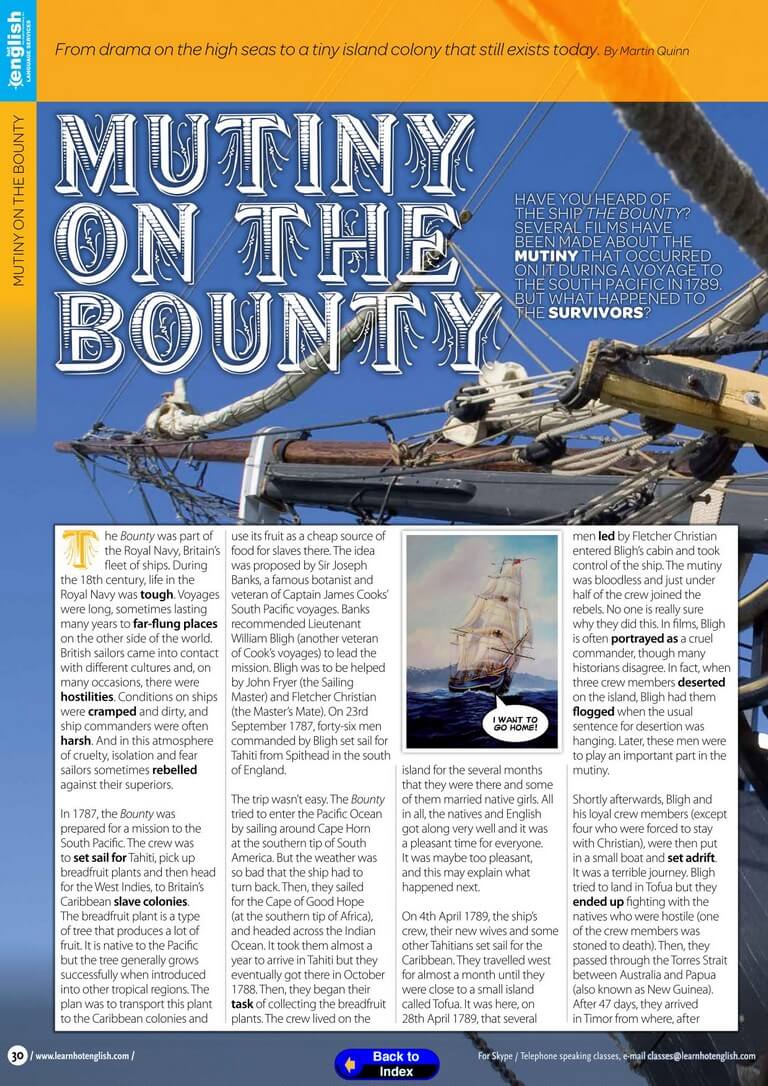 english
LANGUAGE SERVICES
From drama on the high seas to a tiny island colony that still exists today. By Martin Quinn
MUTINY ON THE BOUNTY
MUTINY
ON THE
BOUNTY
HAVE YOU HEARD OF
THE SHIP THE BOUNTY?
SEVERAL FILMS HAVE
BEEN MADE ABOUT THE
MUTINY THAT OCCURRED
ON IT DURING A VOYAGE TO
THE SOUTH PACIFIC IN 1789.
BUT WHAT HAPPENED TO
THE SURVIVORS?
The Bounty was part of
the Royal Navy, Britain's
fleet of ships. During
the 18th century, life in the
Royal Navy was tough. Voyages
were long, sometimes lasting
many years to far-flung places
on the other side of the world.
British sailors came into contact
with different cultures and, on
many occasions, there were
hostilities. Conditions on ships
were cramped and dirty, and
ship commanders were often
harsh. And in this atmosphere
of cruelty, isolation and fear
sailors sometimes rebelled
against their superiors.
In 1787, the Bounty was
prepared for a mission to the
South Pacific. The crew was
to set sail for Tahiti, pick up
breadfruit plants and then head
for the West Indies, to Britain's
Caribbean slave colonies.
The breadfruit plant is a type
of tree that produces a lot of
fruit. It is native to the Pacific
but the tree generally grows
successfully when introduced
into other tropical regions. The
plan was to transport this plant
to the Caribbean colonies and
use its fruit as a cheap source of
food for slaves there. The idea
was proposed by Sir Joseph
Banks, a famous botanist and
veteran of Captain James Cooks'
South Pacific voyages. Banks
recommended Lieutenant
William Bligh (another veteran
of Cook's voyages) to lead the
mission. Bligh was to be helped
by John Fryer (the Sailing
Master) and Fletcher Christian
(the Master's Mate). On 23rd
September 1787, forty-six men
commanded by Bligh set sail for
Tahiti from Spithead in the south
of England.
The trip wasn't easy. The Bounty
tried to enter the Pacific Ocean
by sailing around Cape Horn
at the southern tip of South
America. But the weather was
so bad that the ship had to
turn back. Then, they sailed
for the Cape of Good Hope
(at the southern tip of Africa),
and headed across the Indian
Ocean. It took them almost a
year to arrive in Tahiti but they
eventually got there in October
1788. Then, they began their
task of collecting the breadfruit
plants. The crew lived on the
I WANT TO
GO HOME!
island for the several months
that they were there and some
of them married native girls. All
in all, the natives and English
got along very well and it was
a pleasant time for everyone.
It was maybe too pleasant,
and this may explain what
happened next.
On 4th April 1789, the ship's
crew, their new wives and some
other Tahitians set sail for the
Caribbean. They travelled west
for almost a month until they
were close to a small island
called Tofua. It was here, on
28th April 1789, that several
men led by Fletcher Christian
entered Bligh's cabin and took
control of the ship. The mutiny
was bloodless and just under
half of the crew joined the
rebels. No one is really sure
why they did this. In films, Bligh
is often portrayed as a cruel
commander, though many
historians disagree. In fact, when
three crew members deserted
on the island, Bligh had them
flogged when the usual
sentence for desertion was
hanging. Later, these men were
to play an important part in the
mutiny.
Shortly afterwards, Bligh and
his loyal crew members (except
four who were forced to stay
with Christian), were then put
in a small boat and set adrift.
It was a terrible journey. Bligh
tried to land in Tofua but they
ended up fighting with the
natives who were hostile (one
of the crew members was
stoned to death). Then, they
passed through the Torres Strait
between Australia and Papua
(also known as New Guinea).
After 47 days, they arrived
in Timor from where, after
30 / www.learnhotenglish.com /
Back to
Index
For Skype / Telephone speaking classes, e-mail classes@learnhotenglish.com